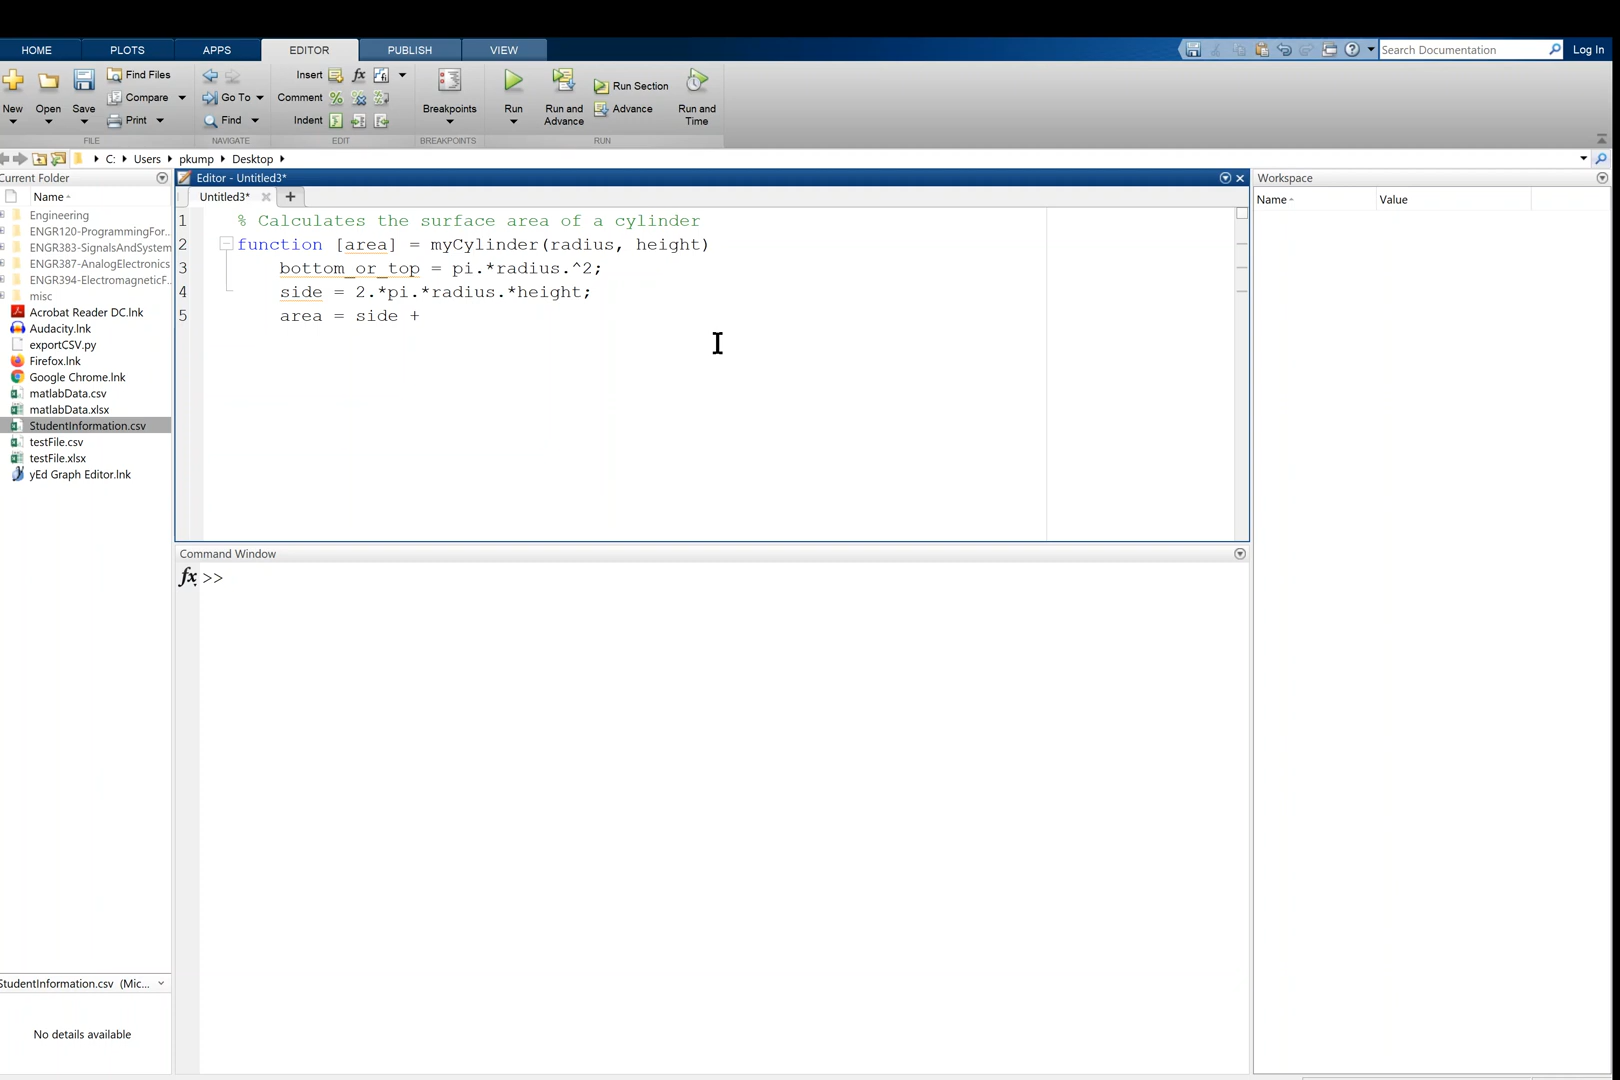 HOME PLOTS APPS EDITOR PUBLISH VIEW Search Documentation Log In
New Open Save Find Files Compare Print Go To Find Insert fx Comment % Indent Breakpoints Run Run and Advance Run Section Advance Run and Time
FILE NAVIGATE EDIT BREAKPOINTS RUN
C: Users pkump Desktop
Current Folder
Name
Engineering
ENGR120-ProgrammingFor...
ENGR383-SignalsAndSystem
ENGR387-AnalogElectronics
ENGR394-ElectromagneticF...
misc
Acrobat Reader DC.lnk
Audacity.lnk
exportCSV.py
Firefox.lnk
Google Chrome.lnk
matlabData.csv
matlabData.xlsx
StudentInformation.csv
testFile.csv
testFile.xlsx
yEd Graph Editor.lnk
StudentInformation.csv (Mic...
No details available
Editor - Untitled3*
Untitled3*
1 % Calculates the surface area of a cylinder
2 function [area] = myCylinder(radius, height)
3 bottom_or_top = pi.*radius.^2;
4 side = 2.*pi.*radius.*height;
5 area = side +
Command Window
fx >>
Workspace
Name Value